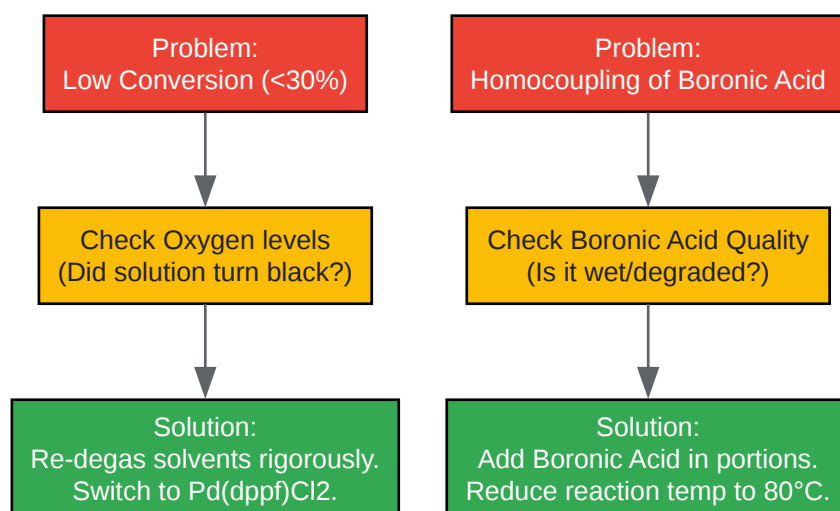 Problem:
Low Conversion (<30%)
Check Oxygen levels
(Did solution turn black?)
Solution:
Re-degas solvents rigorously.
Switch to Pd(dppf)Cl2.
Problem:
Homocoupling of Boronic Acid
Check Boronic Acid Quality
(Is it wet/degraded?)
Solution:
Add Boronic Acid in portions.
Reduce reaction temp to 80°C.